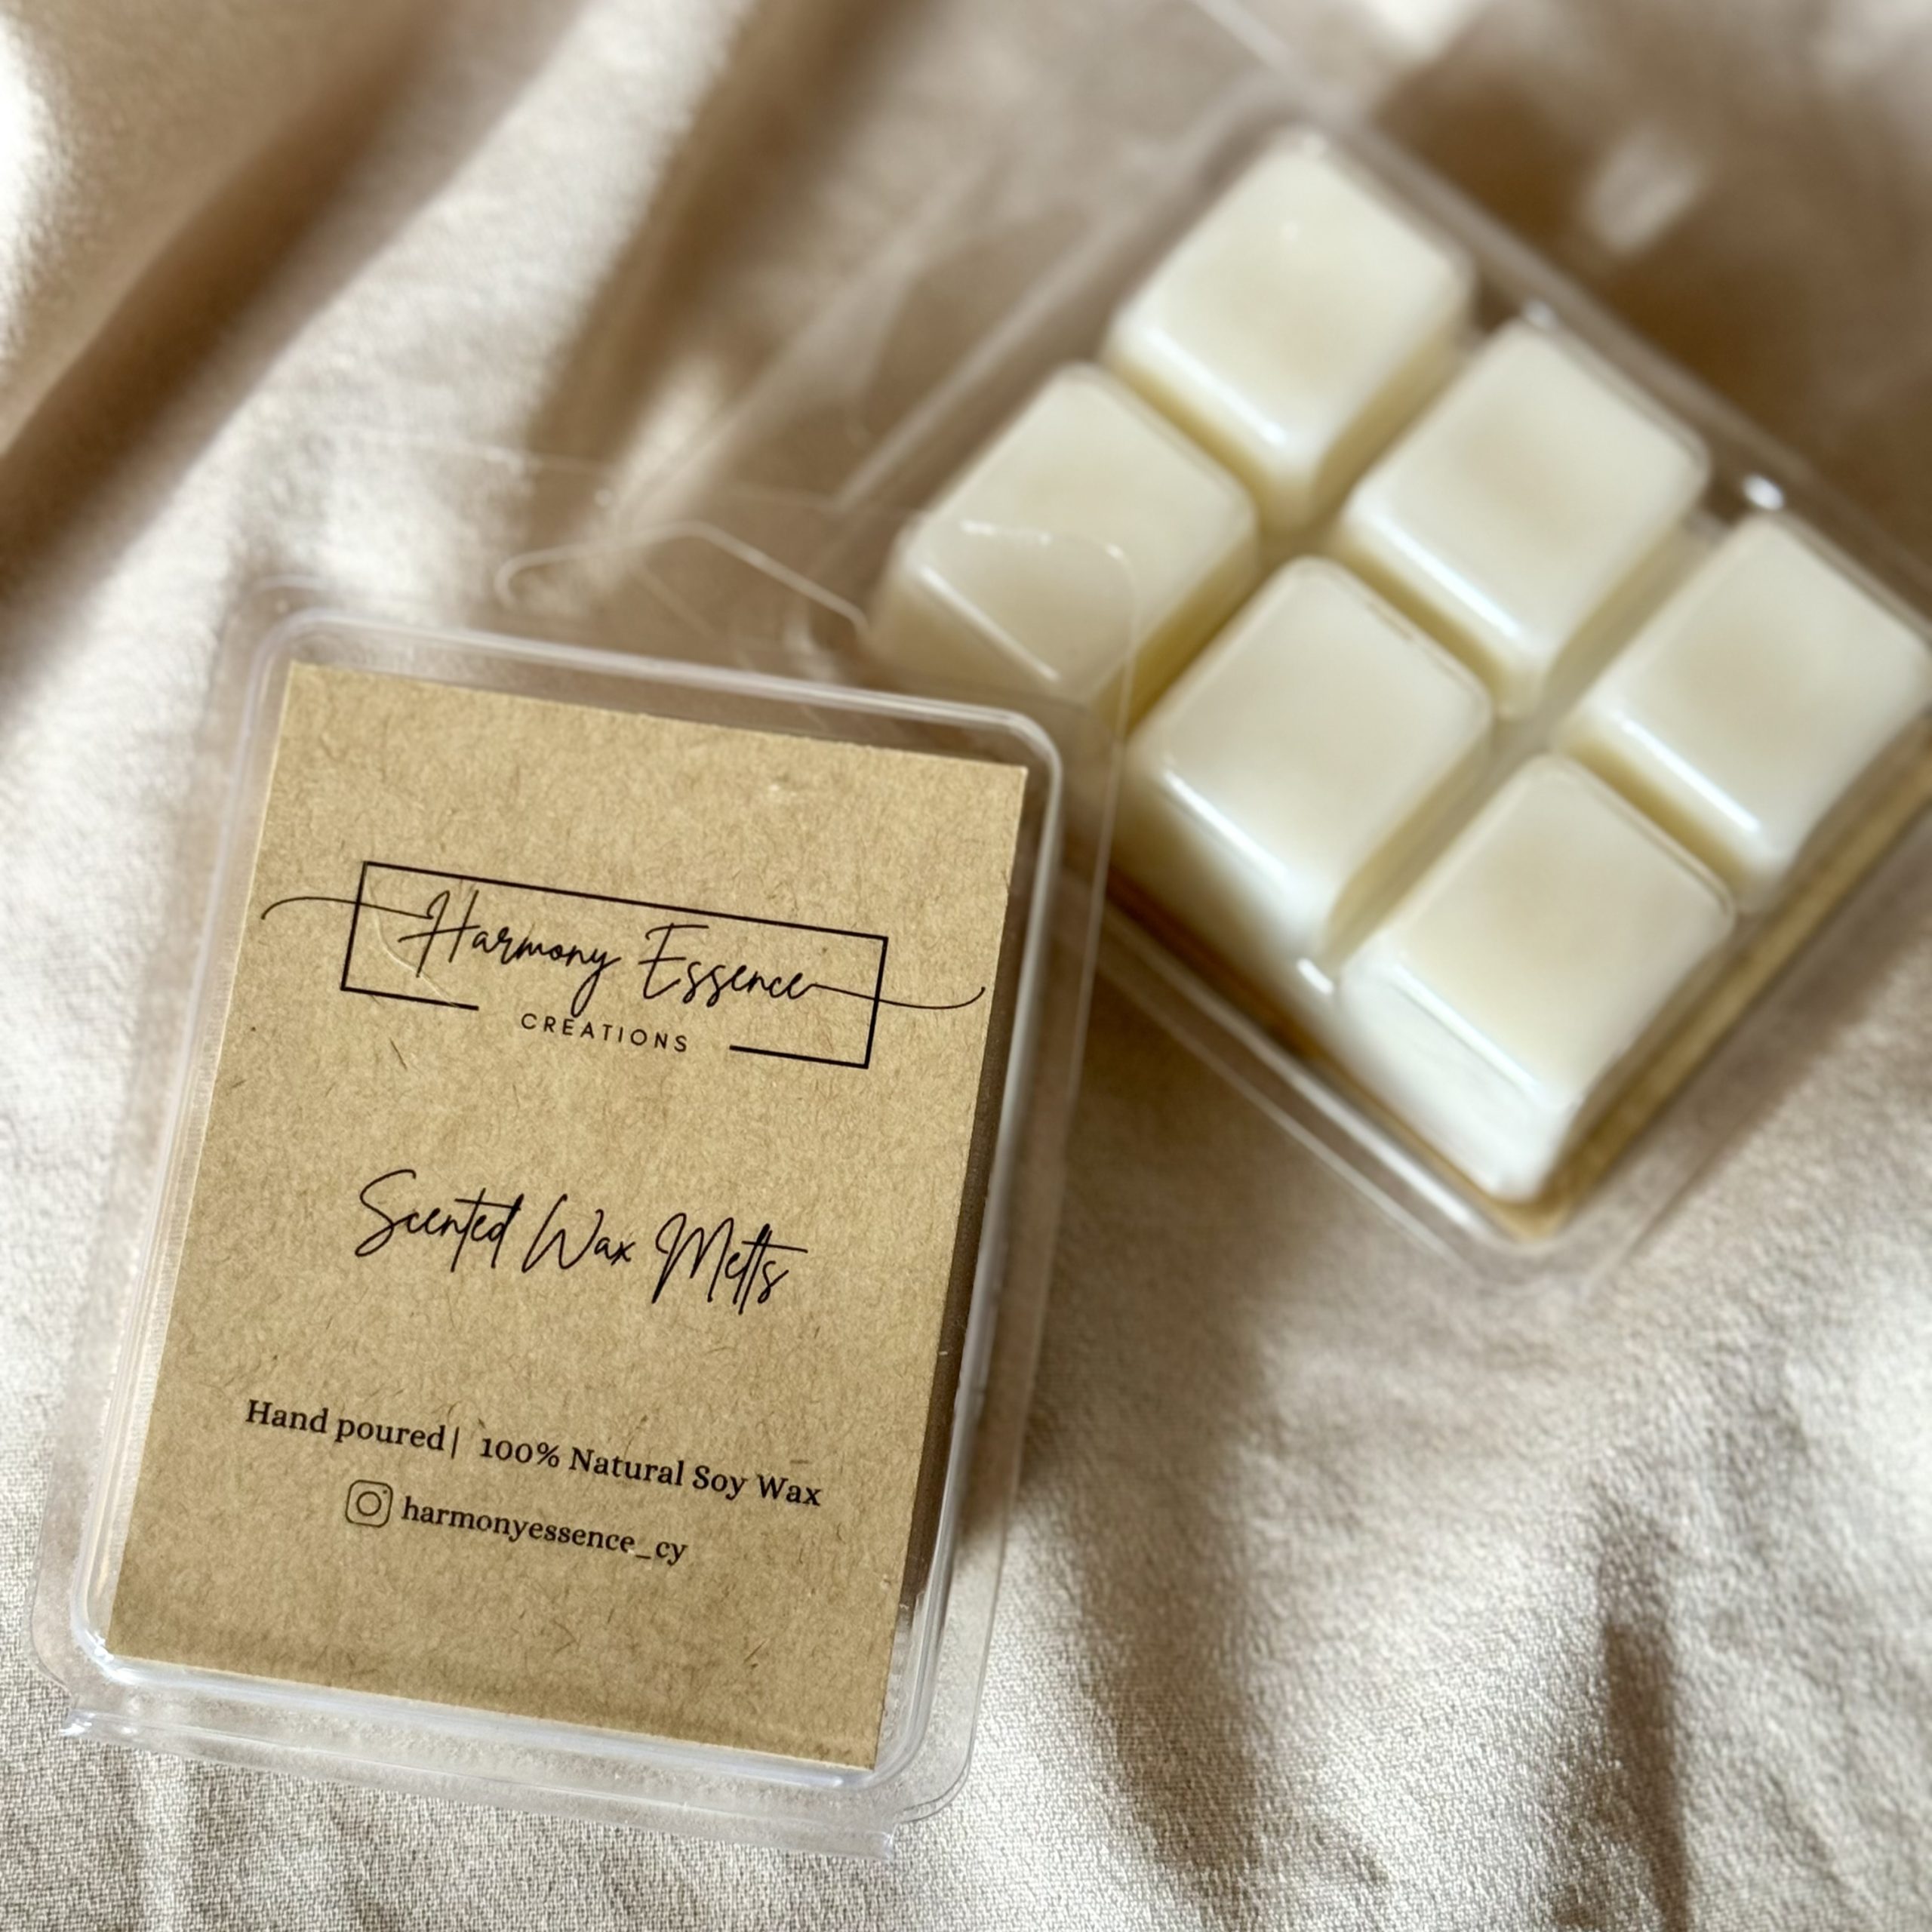 Harmony Essence
CREATIONS
Scented Wax Melts
Hand poured| 100% Natural Soy Wax
harmonyessence_cy